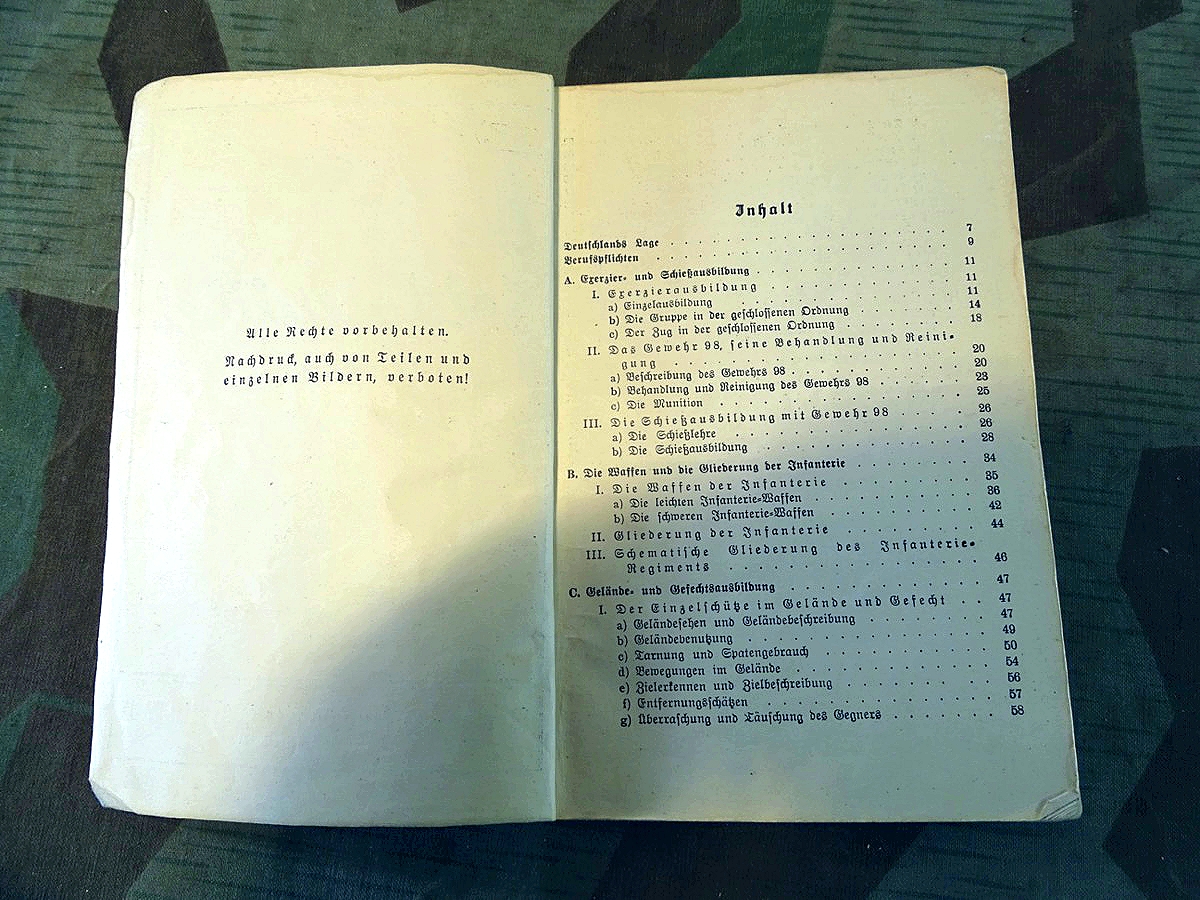 Alle Rechte vorbehalten.
Nachdruck, auch von Teilen und
einzelnen Bildern, verboten!
Inhalt
Deutschlands Lage . . . . . . . . . . 7
Berufspflichten . . . . . . . . . . 9
A. Exerzier- und Schießausbildung . . . . . . . . . . 11
I. Exerzierausbildung . . . . . . . . . . 11
a) Einzelausbildung . . . . . . . . . . 11
b) Die Gruppe in der geschlossenen Ordnung . . . . . . 14
c) Der Zug in der geschlossenen Ordnung . . . . . . 18
II. Das Gewehr 98, seine Behandlung und Reini-
gung . . . . . . . . . . 20
a) Beschreibung des Gewehrs 98 . . . . . . . . . . 20
b) Behandlung und Reinigung des Gewehrs 98 . . . . . . 23
c) Die Munition . . . . . . . . . . 25
III. Die Schießausbildung mit Gewehr 98 . . . . 26
a) Die Schießlehre . . . . . . . . . . 26
b) Die Schießausbildung . . . . . . . . . . 28
B. Die Waffen und die Gliederung der Infanterie . . . . . . 34
I. Die Waffen der Infanterie . . . . . . . . 35
a) Die leichten Infanterie-Waffen . . . . . . . . 36
b) Die schweren Infanterie-Waffen . . . . . . . . 42
II. Gliederung der Infanterie . . . . . . . . 44
III. Schematische Gliederung des Infanterie-
Regiments . . . . . . . . . . 46
C. Gelände- und Gefechtsausbildung . . . . . . . . . . 47
I. Der Einzelschütze im Gelände und Gefecht . . 47
a) Geländesehen und Geländebeschreibung . . . . . . 47
b) Geländebenutzung . . . . . . . . . . 49
c) Tarnung und Spatengebrauch . . . . . . . . . . 50
d) Bewegungen im Gelände . . . . . . . . . . 54
e) Zielerkennen und Zielbeschreibung . . . . . . . . 56
f) Entfernungsschätzen . . . . . . . . . . 57
g) Überraschung und Täuschung des Gegners . . . . . . 58